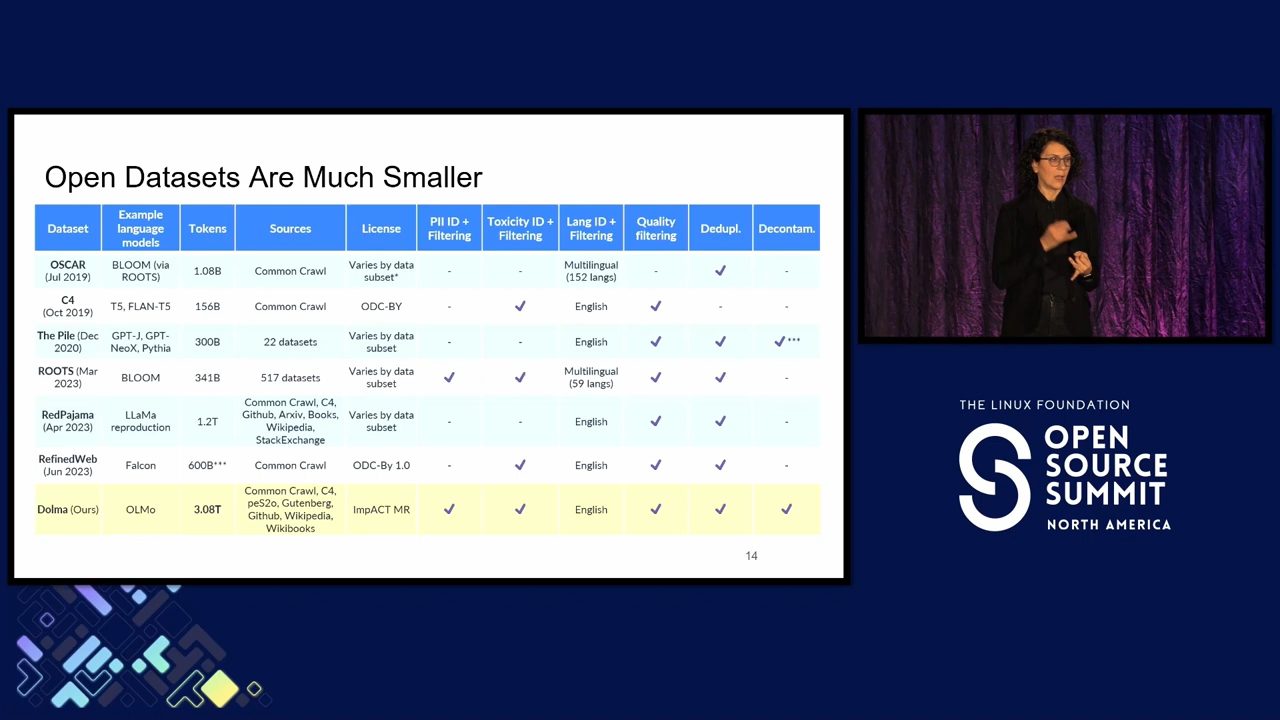 Open Datasets Are Much Smaller
Dataset
Example
language
models
Tokens
Sources
License
PII ID +
Filtering
Toxicity ID +
Filtering
Lang ID +
Filtering
Quality
filtering
Dedupl.
Decontam.
OSCAR
(Jul 2019)
BLOOM (via
ROOTS)
1.08B
Common Crawl
Varies by data
subset*
-
-
Multilingual
(152 langs)
-
✓
-
C4
(Oct 2019)
T5, FLAN-T5
156B
Common Crawl
ODC-BY
-
✓
English
✓
-
-
The Pile (Dec
2020)
GPT-J, GPT-
NeoX, Pythia
300B
22 datasets
Varies by data
subset
-
-
English
✓
✓
✓***
ROOTS (Mar
2023)
BLOOM
341B
517 datasets
Varies by data
subset
✓
✓
Multilingual
(59 langs)
✓
✓
-
RedPajama
(Apr 2023)
LLaMa
reproduction
1.2T
Common Crawl, C4,
Github, Arxiv, Books,
Wikipedia,
StackExchange
Varies by data
subset
-
-
English
✓
✓
-
RefinedWeb
(Jun 2023)
Falcon
600B***
Common Crawl
ODC-By 1.0
-
✓
English
✓
✓
-
Dolma (Ours)
OLMo
3.08T
Common Crawl, C4,
peS2o, Gutenberg,
Github, Wikipedia,
Wikibooks
ImpACT MR
✓
✓
English
✓
✓
✓
14
THE LINUX FOUNDATION
OPEN
SOURCE
SUMMIT
NORTH AMERICA